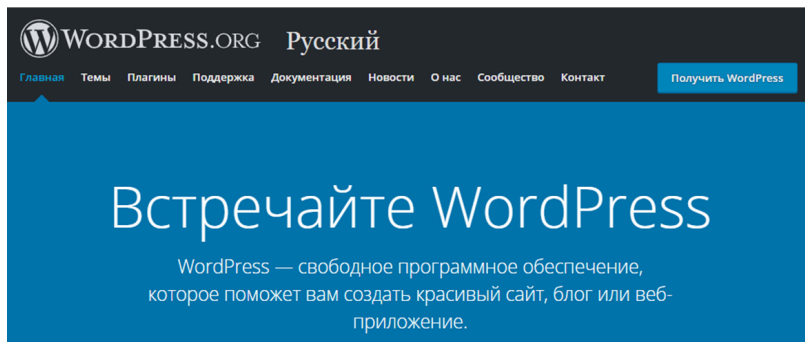 WORDPRESS.ORG Русский
Главная Темы Плагины Поддержка Документация Новости О нас Сообщество Контакт Получить WordPress
Встречайте WordPress
WordPress — свободное программное обеспечение,
которое поможет вам создать красивый сайт, блог или веб-
приложение.